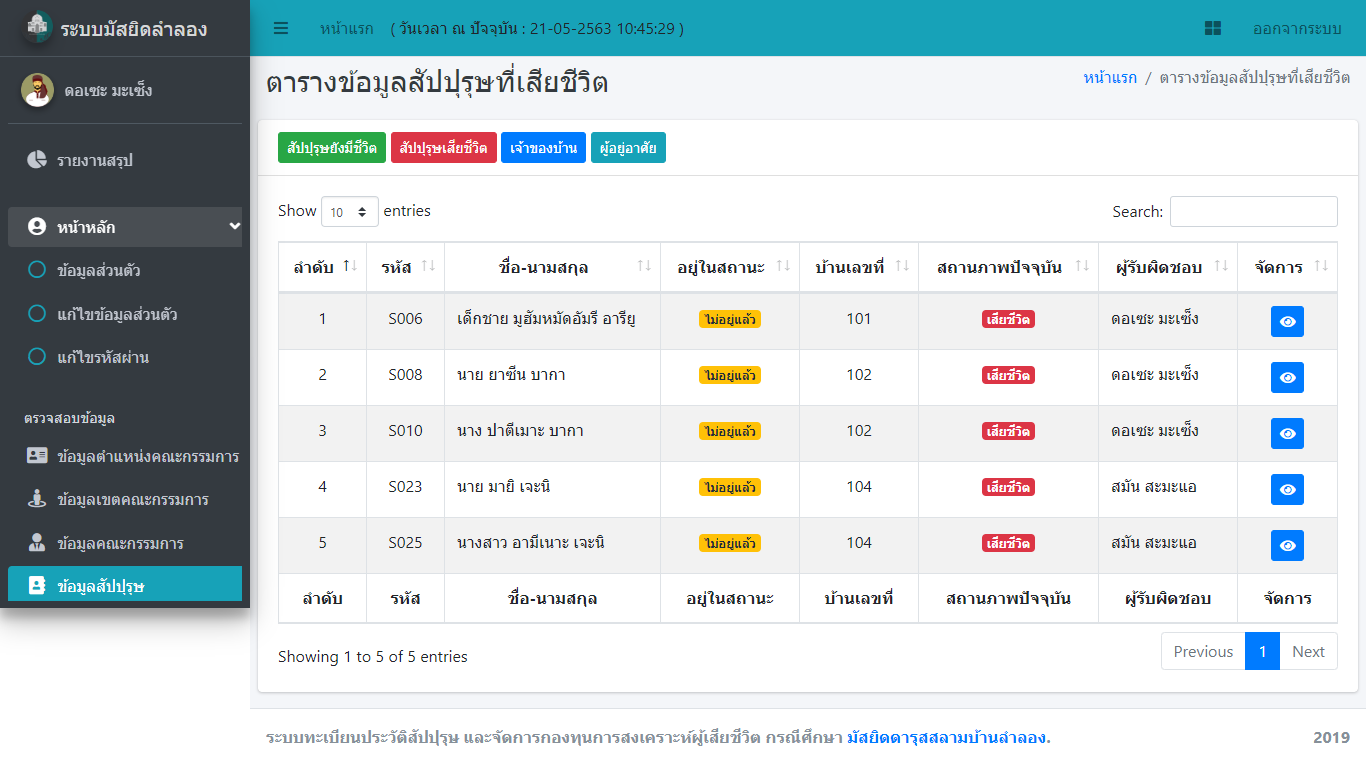 ระบบมัสยิดลำลอง
หน้าแรก ( วันเวลา ณ ปัจจุบัน : 21-05-2563 10:45:29 )
ออกจากระบบ
ดอเซะ มะเซ็ง
รายงานสรุป
หน้าหลัก
ข้อมูลส่วนตัว
แก้ไขข้อมูลส่วนตัว
แก้ไขรหัสผ่าน
ตรวจสอบข้อมูล
ข้อมูลตำแหน่งคณะกรรมการ
ข้อมูลเขตคณะกรรมการ
ข้อมูลคณะกรรมการ
ข้อมูลสัปปุรุษ
ตารางข้อมูลสัปปุรุษที่เสียชีวิต
หน้าแรก / ตารางข้อมูลสัปปุรุษที่เสียชีวิต
สัปปุรุษยังมีชีวิต สัปปุรุษเสียชีวิต เจ้าของบ้าน ผู้อยู่อาศัย
Show 10 entries
Search:
ลำดับ รหัส ชื่อ-นามสกุล อยู่ในสถานะ บ้านเลขที่ สถานภาพปัจจุบัน ผู้รับผิดชอบ จัดการ
1 S006 เด็กชาย มูฮัมหมัดอัมรี อารียู ไม่อยู่แล้ว 101 เสียชีวิต ดอเซะ มะเซ็ง
2 S008 นาย ยาซีน บากา ไม่อยู่แล้ว 102 เสียชีวิต ดอเซะ มะเซ็ง
3 S010 นาง ปาตีเมาะ บากา ไม่อยู่แล้ว 102 เสียชีวิต ดอเซะ มะเซ็ง
4 S023 นาย มายิ เจะนิ ไม่อยู่แล้ว 104 เสียชีวิต สมัน สะมะแอ
5 S025 นางสาว อามีเนาะ เจะนิ ไม่อยู่แล้ว 104 เสียชีวิต สมัน สะมะแอ
ลำดับ รหัส ชื่อ-นามสกุล อยู่ในสถานะ บ้านเลขที่ สถานภาพปัจจุบัน ผู้รับผิดชอบ จัดการ
Showing 1 to 5 of 5 entries
Previous 1 Next
ระบบทะเบียนประวัติสัปปุรุษ และจัดการกองทุนการสงเคราะห์ผู้เสียชีวิต กรณีศึกษา มัสยิดดารุสสลามบ้านลำลอง.
2019